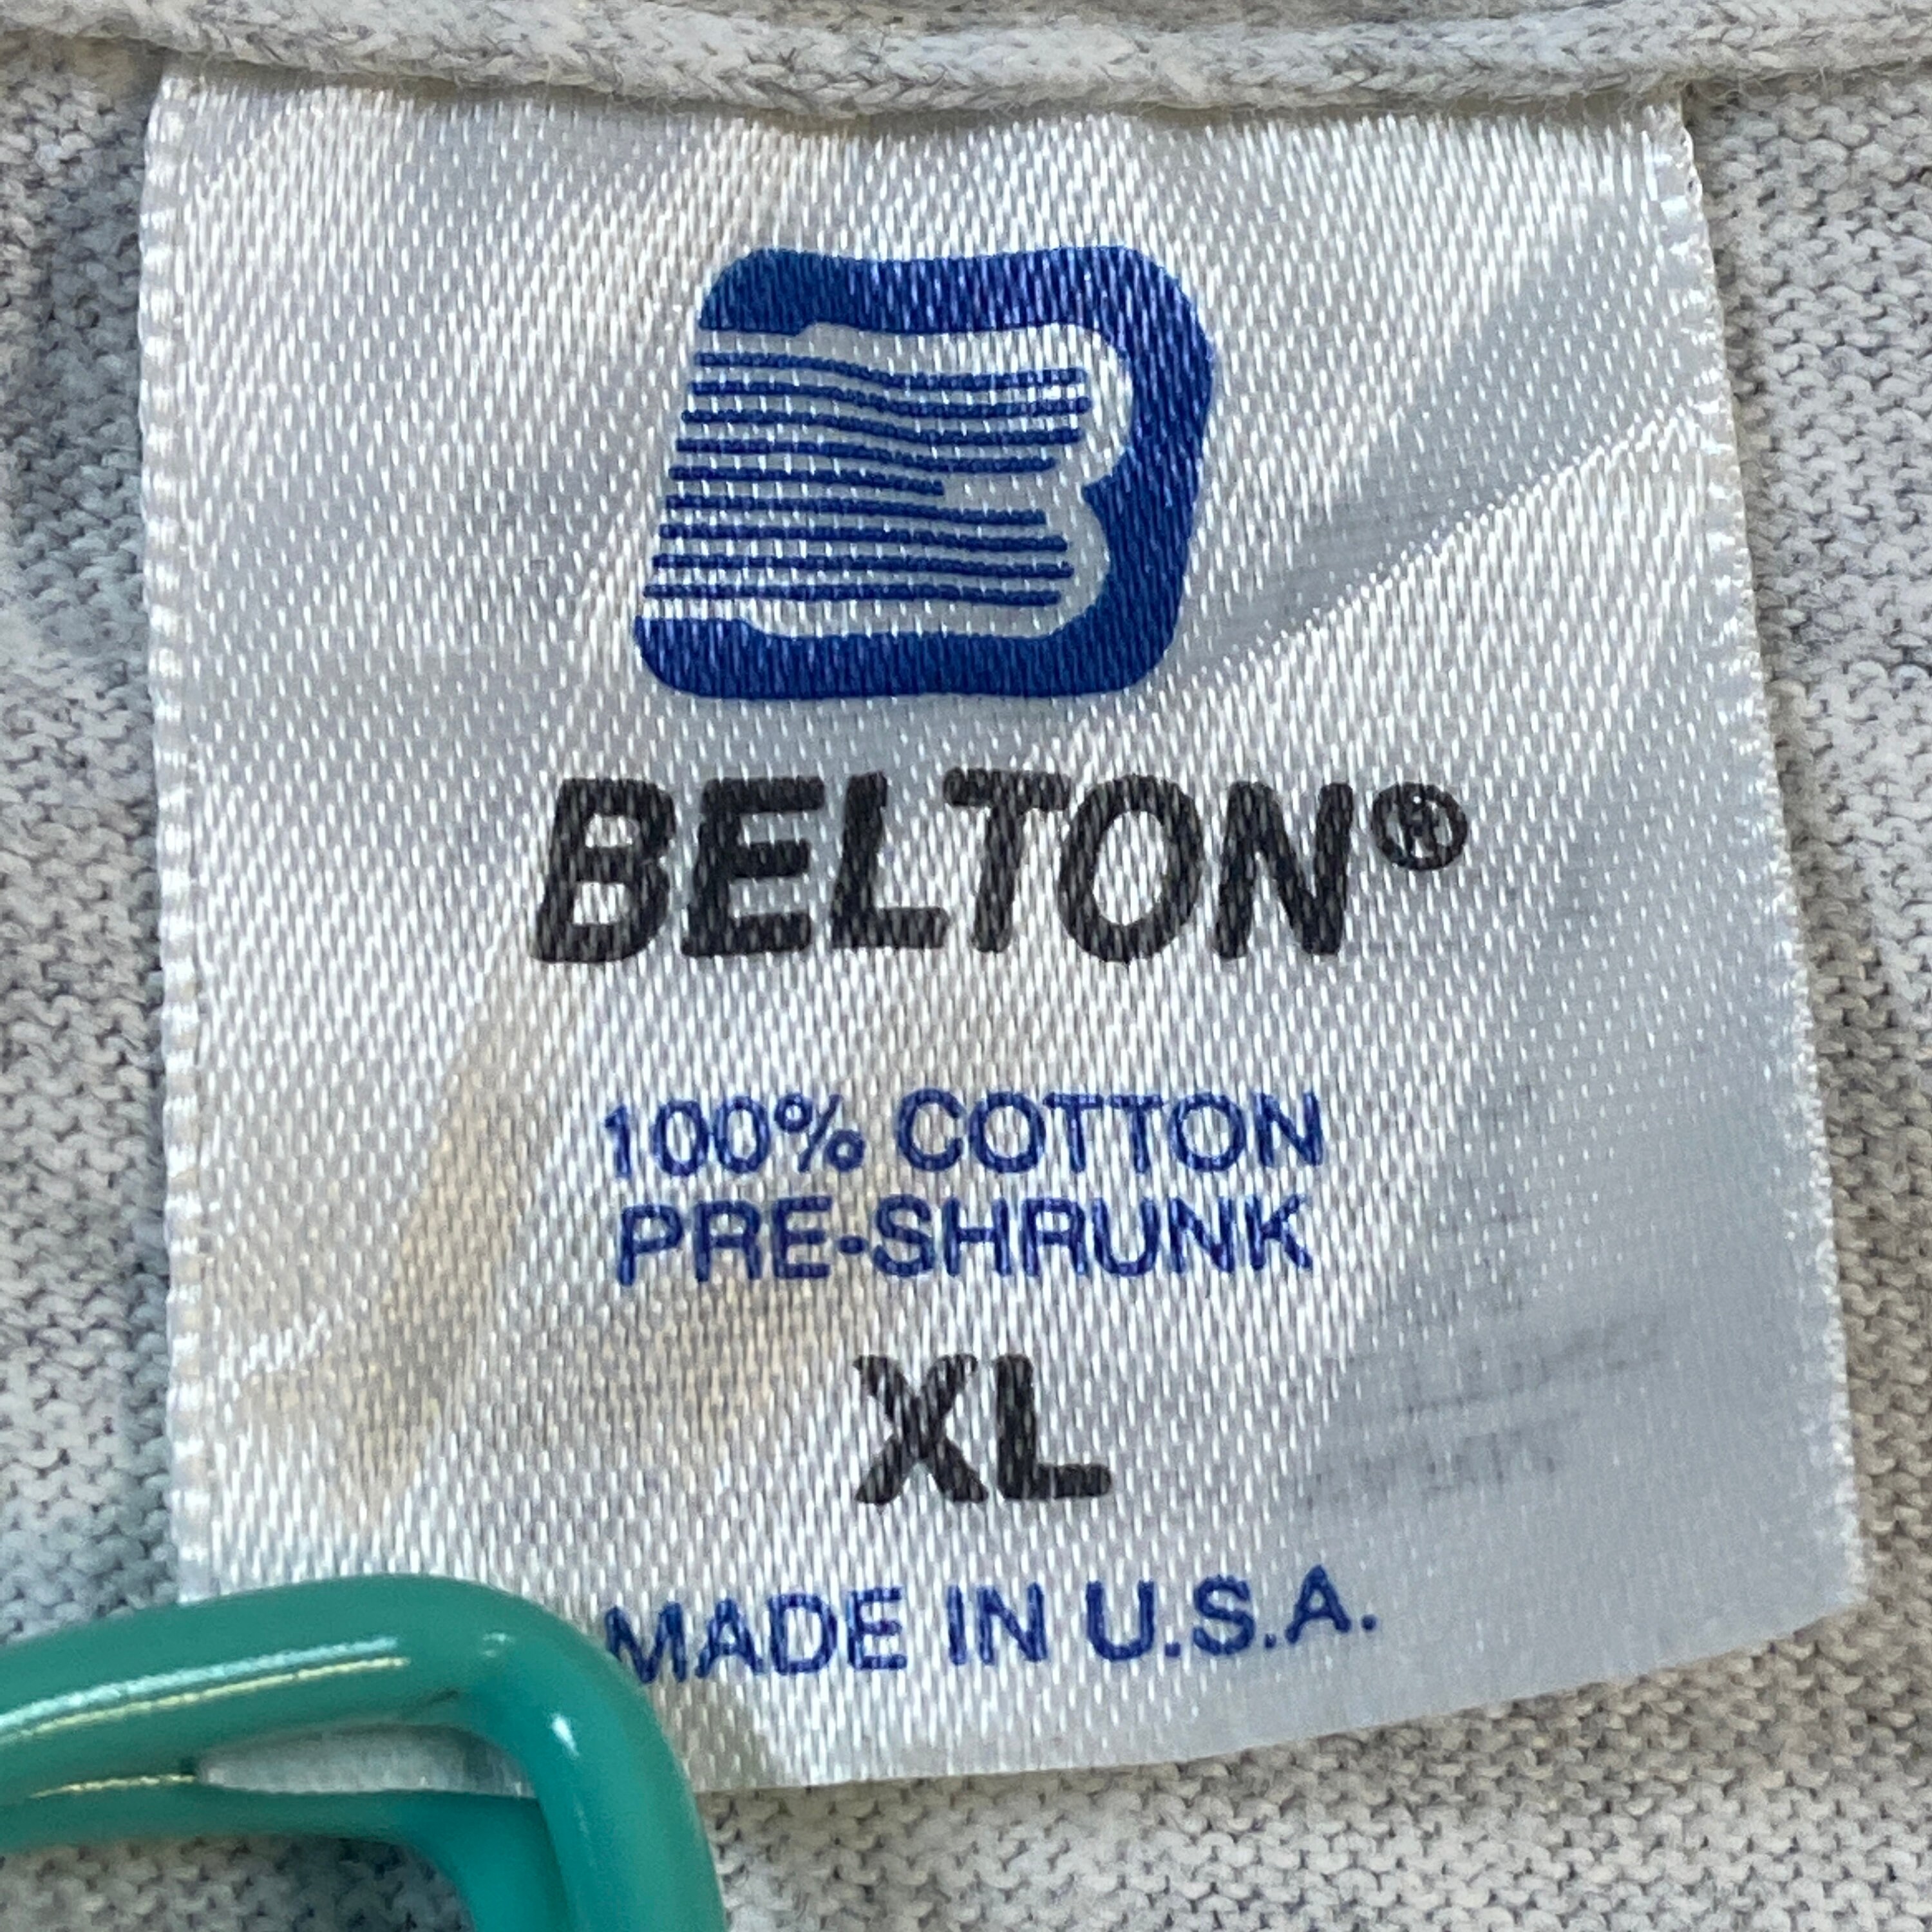 BELTON®
100% COTTON
PRE-SHRUNK
XL
MADE IN U.S.A.